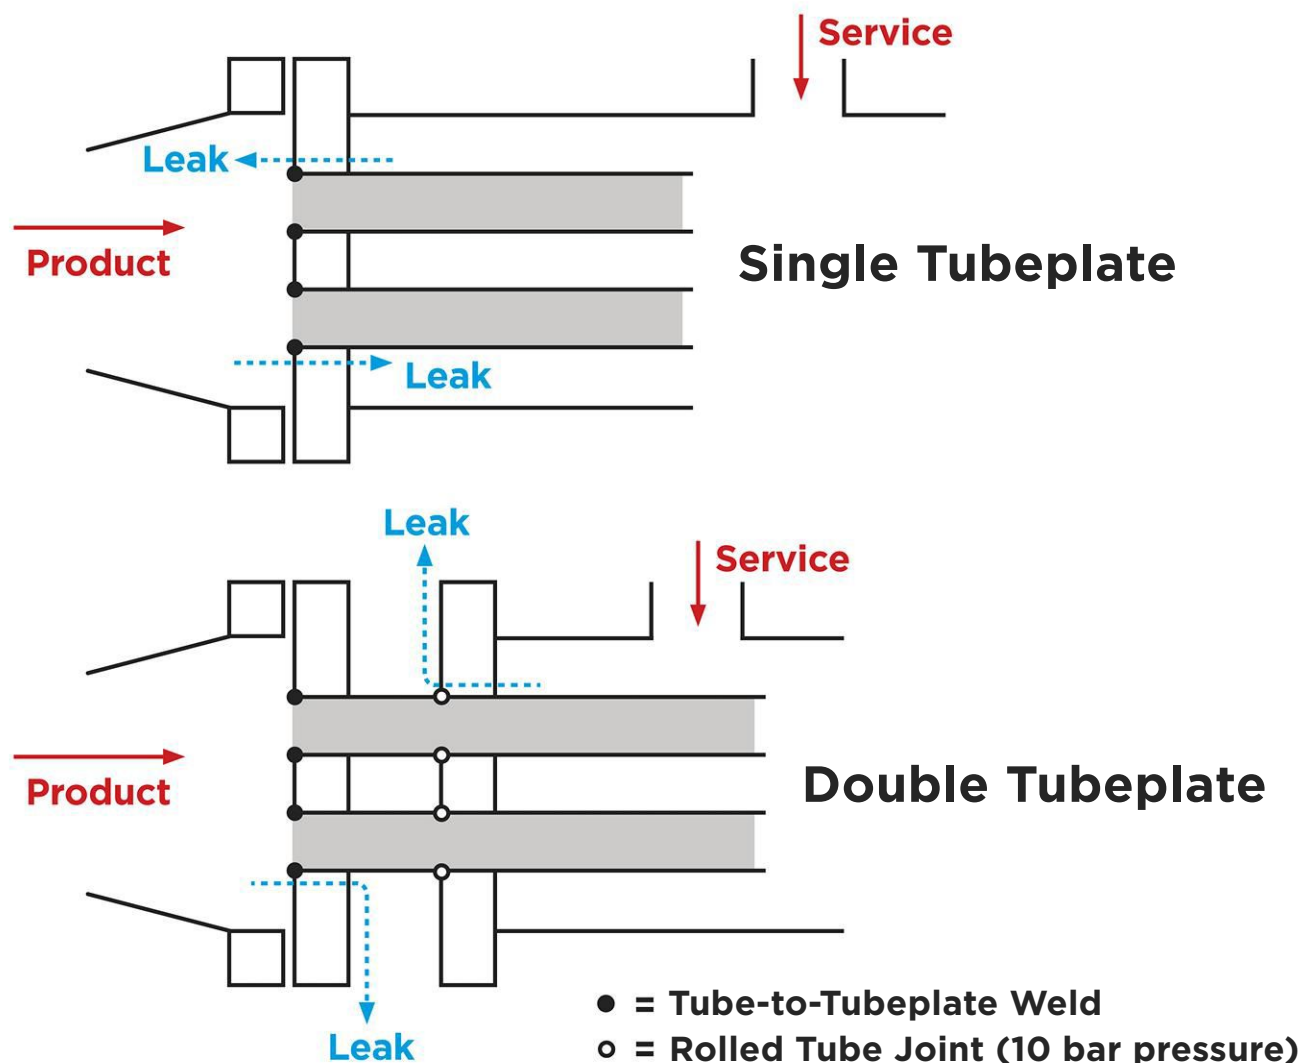 Service
Leak
Product
Single Tubeplate
Leak
Leak
Service
Product
Double Tubeplate
● = Tube-to-Tubeplate Weld
Leak
○ = Rolled Tube Joint (10 bar pressure)